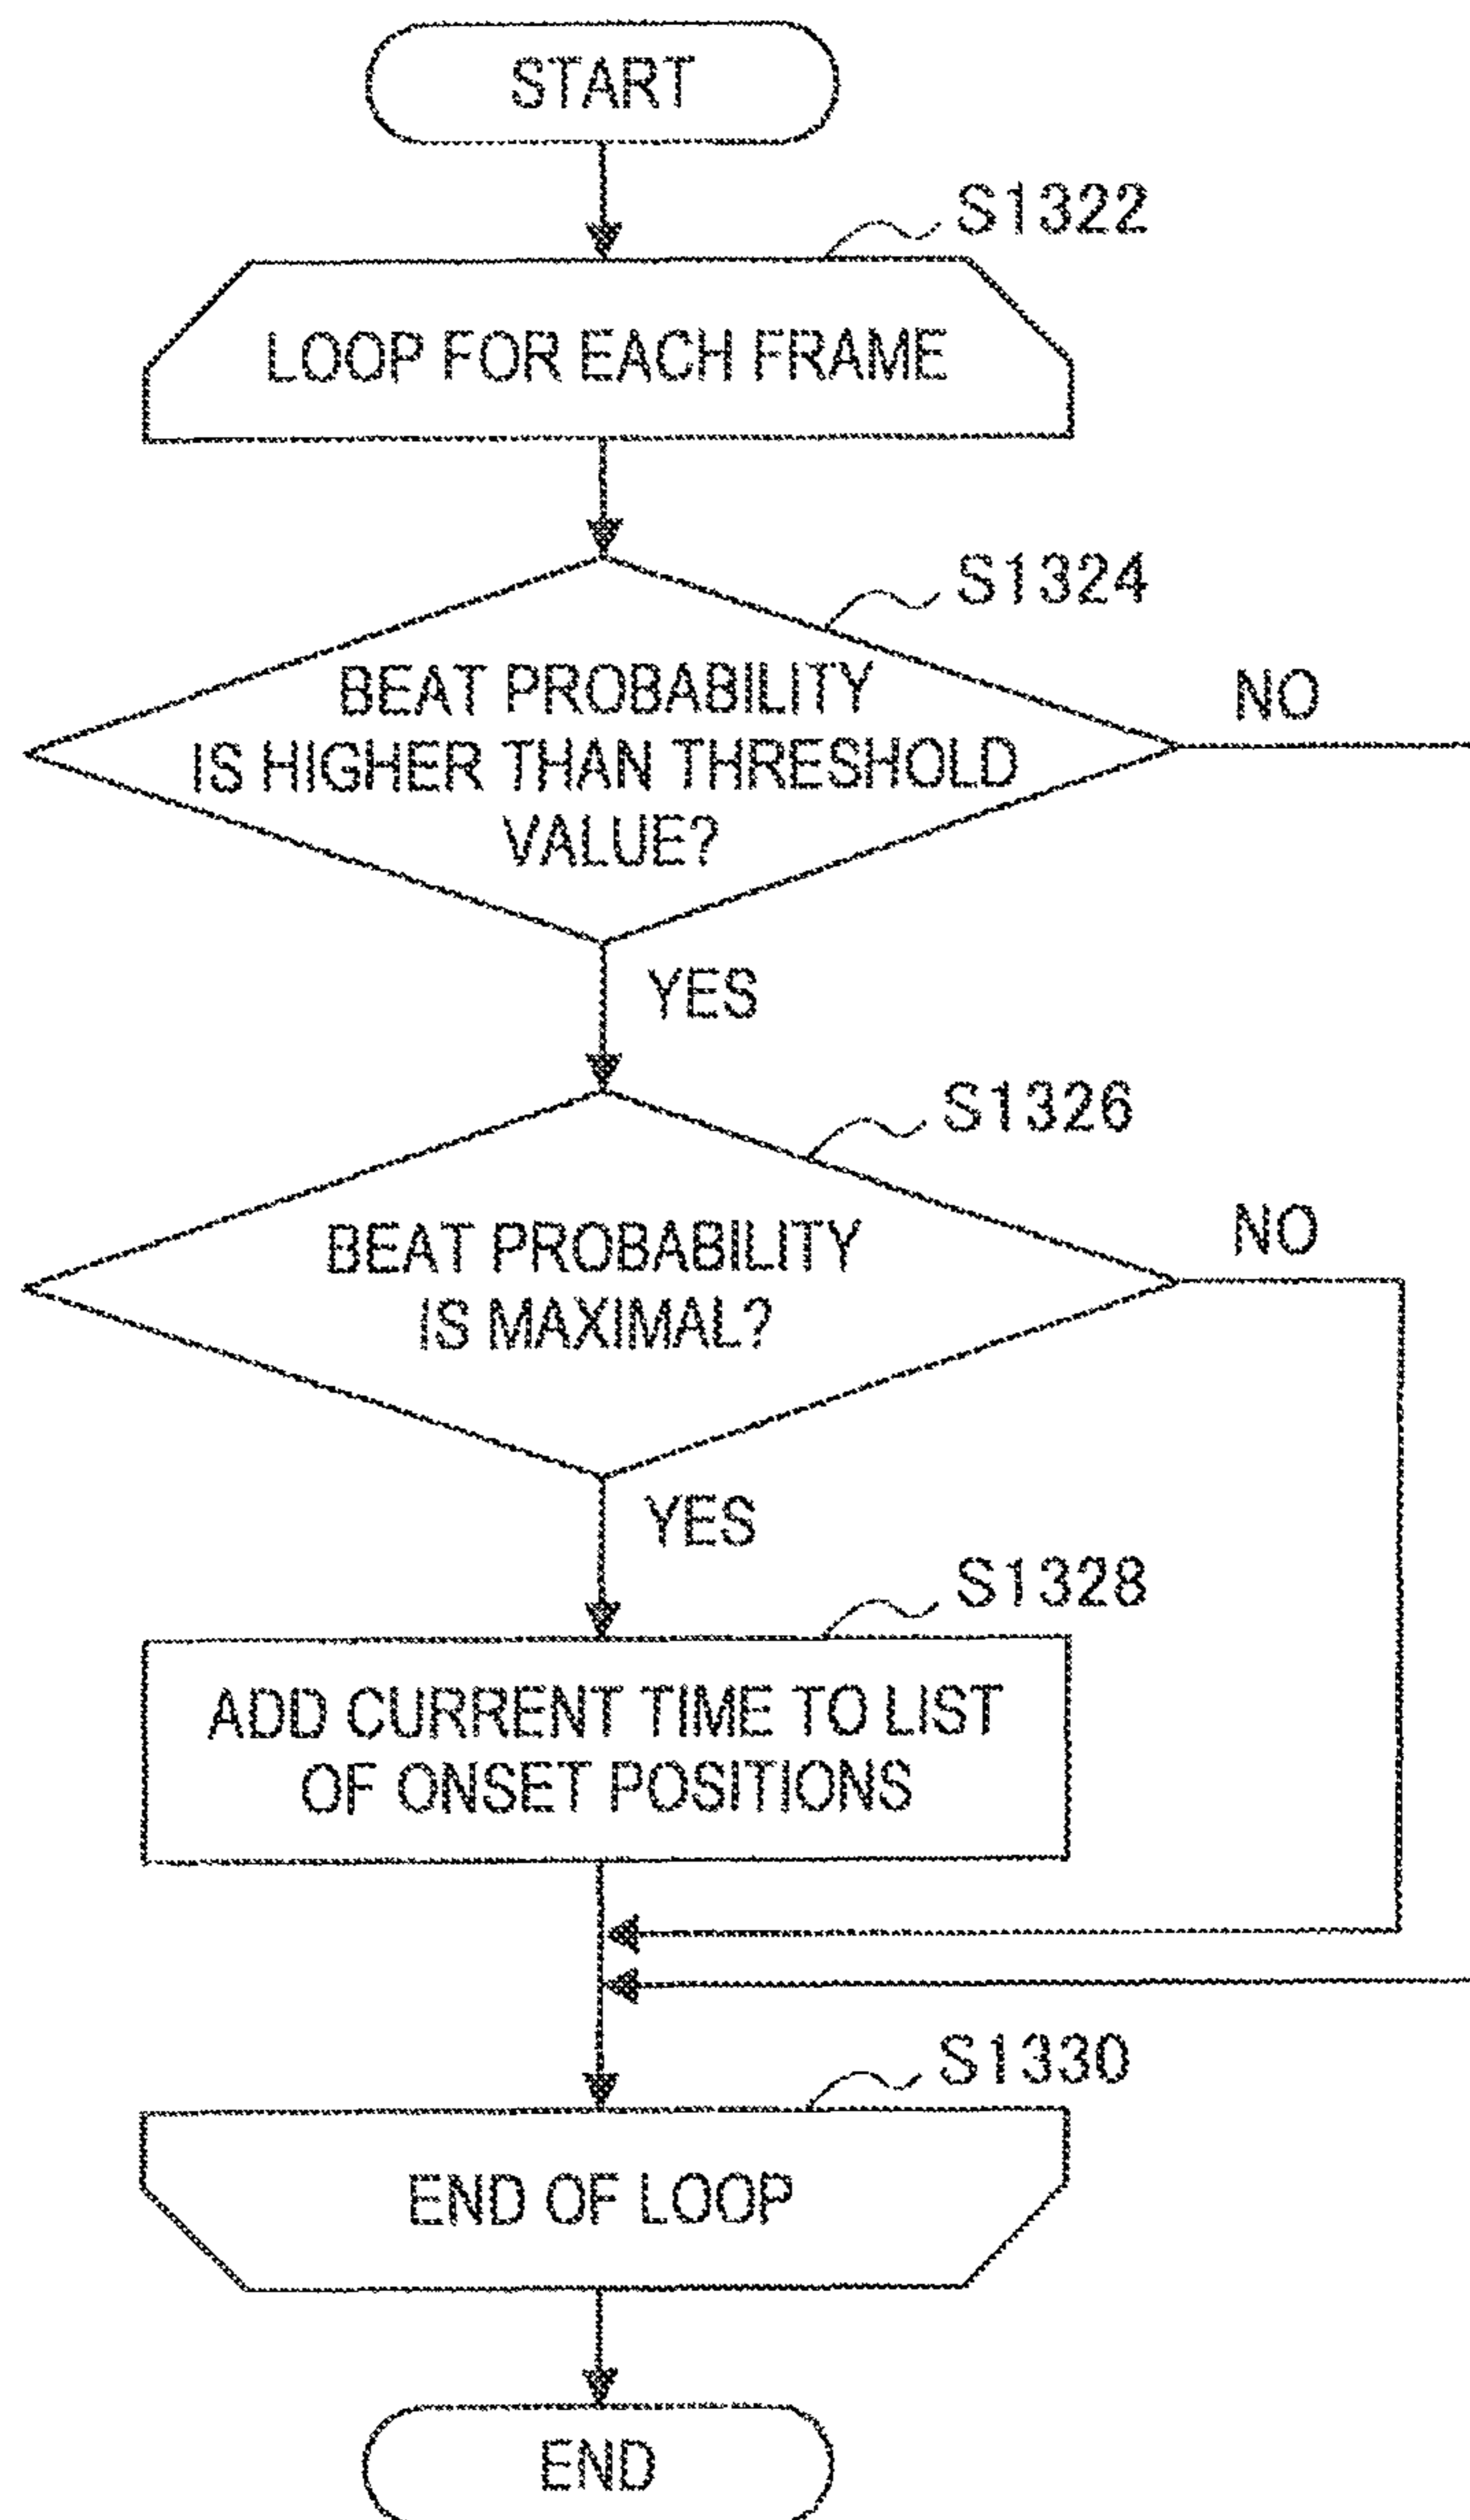 START
S1322
LOOP FOR EACH FRAME
S1324
BEAT PROBABILITY
IS HIGHER THAN THRESHOLD
VALUE?
NO
YES
S1326
BEAT PROBABILITY
IS MAXIMAL?
NO
YES
S1328
ADD CURRENT TIME TO LIST
OF ONSET POSITIONS
S1330
END OF LOOP
END